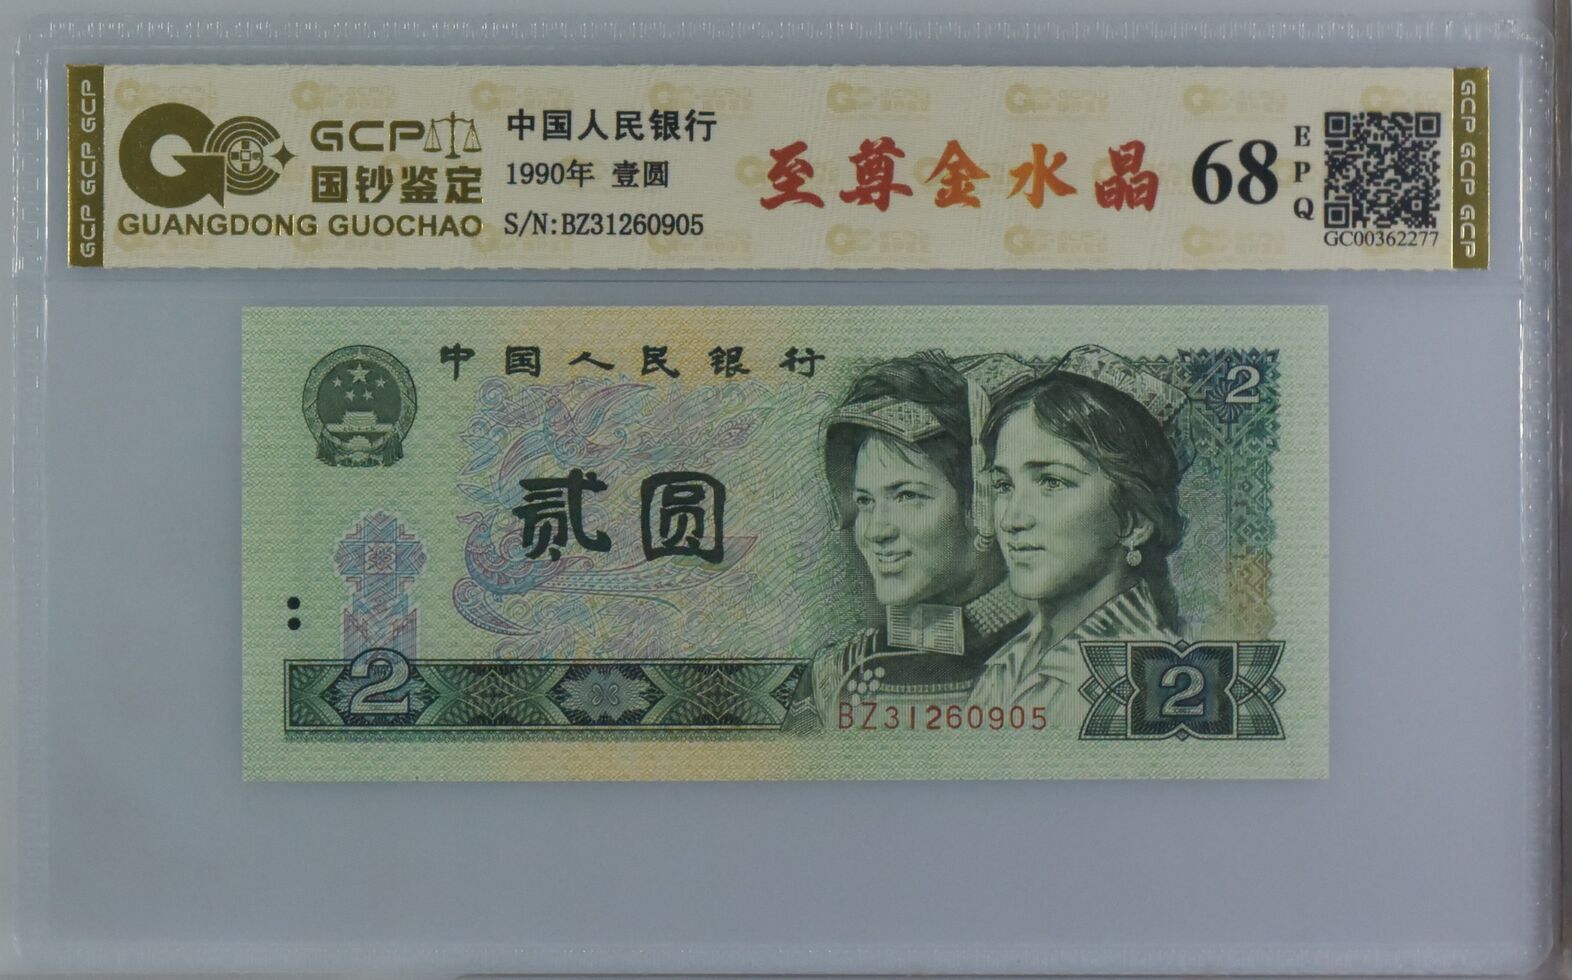 GCP GCP GCP
GCP
国钞鉴定
GUANGDONG GUOCHAO
中国人民银行
1990年 壹圆
S/N:BZ31260905
至尊金水晶
68
EPQ
GC00362277
GCP GCP GCP
中国人民银行
2
贰圆
2
BZ31260905
2